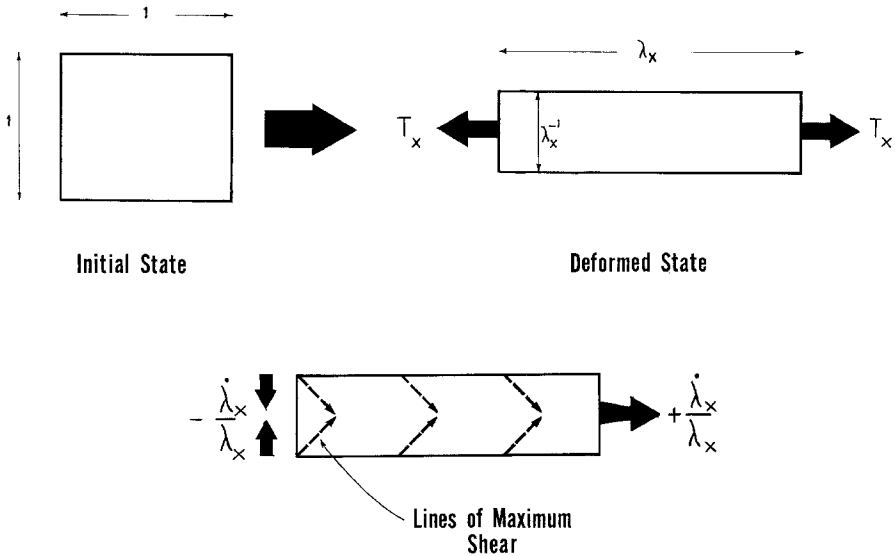 1
1
λx
Tx
λx⁻¹
Tx
Initial State
Deformed State
− λ̇x/λx
+ λ̇x/λx
Lines of Maximum
Shear